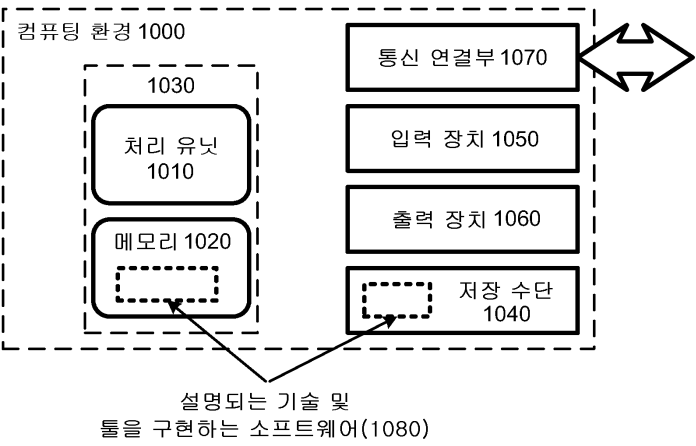 컴퓨팅 환경 1000
1030
처리 유닛
1010
메모리 1020
통신 연결부 1070
입력 장치 1050
출력 장치 1060
저장 수단
1040
설명되는 기술 및
툴을 구현하는 소프트웨어(1080)